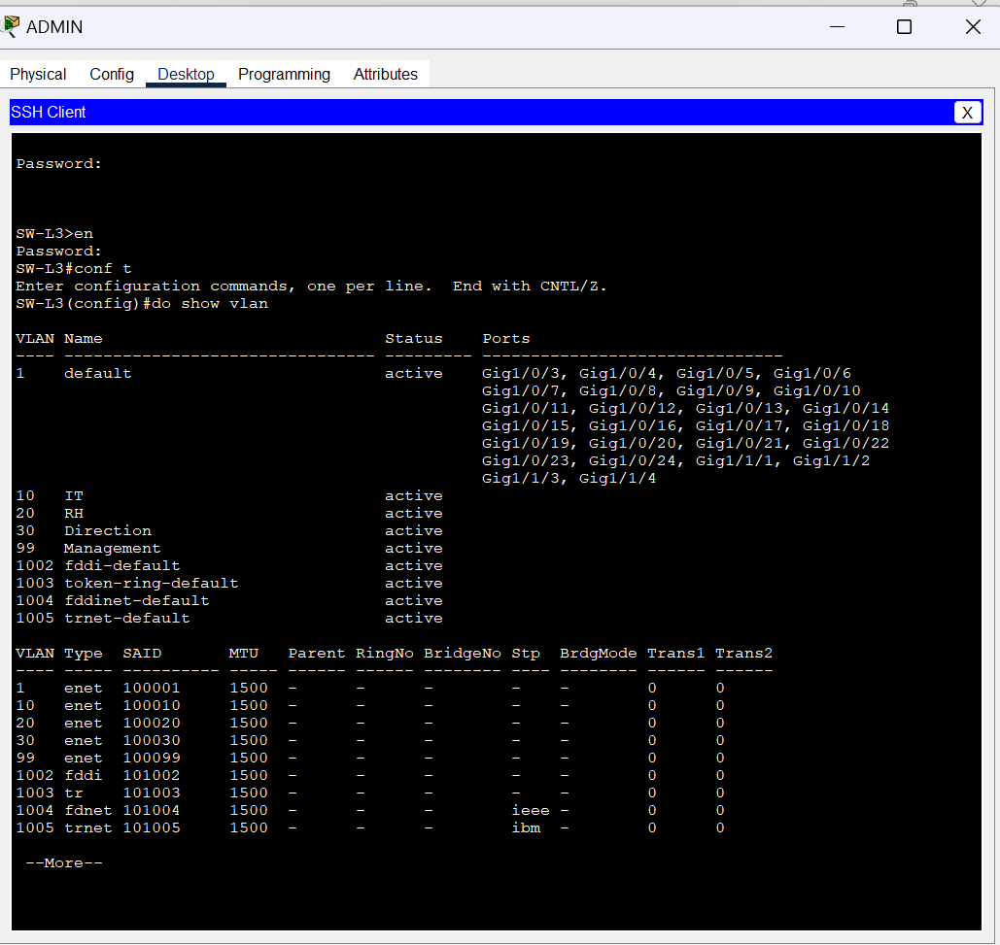 ADMIN
Physical Config Desktop Programming Attributes
SSH Client X
Password:
SW-L3>en
Password:
SW-L3#conf t
Enter configuration commands, one per line.  End with CNTL/Z.
SW-L3(config)#do show vlan
VLAN Name                             Status    Ports
---- -------------------------------- --------- -------------------------------
1    default                          active    Gig1/0/3, Gig1/0/4, Gig1/0/5, Gig1/0/6
                                                Gig1/0/7, Gig1/0/8, Gig1/0/9, Gig1/0/10
                                                Gig1/0/11, Gig1/0/12, Gig1/0/13, Gig1/0/14
                                                Gig1/0/15, Gig1/0/16, Gig1/0/17, Gig1/0/18
                                                Gig1/0/19, Gig1/0/20, Gig1/0/21, Gig1/0/22
                                                Gig1/0/23, Gig1/0/24, Gig1/1/1, Gig1/1/2
                                                Gig1/1/3, Gig1/1/4
10   IT                               active
20   RH                               active
30   Direction                        active
99   Management                       active
1002 fddi-default                     active
1003 token-ring-default               active
1004 fddinet-default                  active
1005 trnet-default                    active
VLAN Type  SAID       MTU   Parent RingNo BridgeNo Stp  BrdgMode Trans1 Trans2
---- ----- ---------- ----- ------ ------ -------- ---- -------- ------ ------
1    enet  100001     1500  -      -      -        -    -        0      0
10   enet  100010     1500  -      -      -        -    -        0      0
20   enet  100020     1500  -      -      -        -    -        0      0
30   enet  100030     1500  -      -      -        -    -        0      0
99   enet  100099     1500  -      -      -        -    -        0      0
1002 fddi  101002     1500  -      -      -        -    -        0      0
1003 tr    101003     1500  -      -      -        -    -        0      0
1004 fdnet 101004     1500  -      -      -        ieee -        0      0
1005 trnet 101005     1500  -      -      -        ibm  -        0      0
--More--